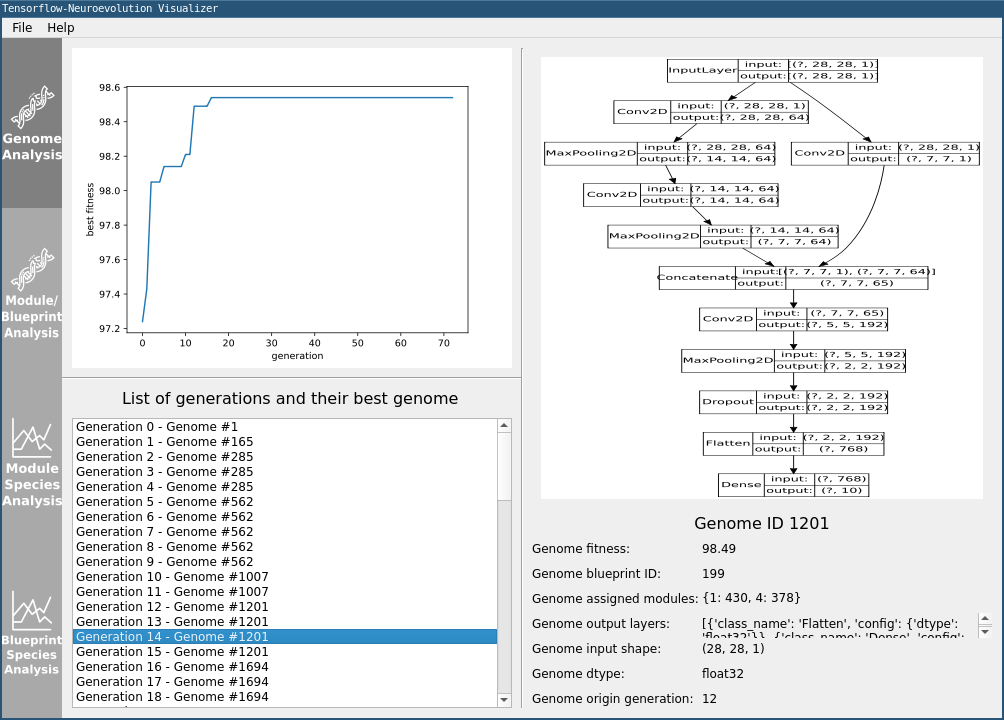 Tensorflow-Neuroevolution Visualizer
File Help
Genome
Analysis
Module/
Blueprint
Analysis
Module
Species
Analysis
Blueprint
Species
Analysis
98.6
98.4
98.2
98.0
97.8
97.6
97.4
97.2
best fitness
0 10 20 30 40 50 60 70
generation
List of generations and their best genome
Generation 0 - Genome #1
Generation 1 - Genome #165
Generation 2 - Genome #285
Generation 3 - Genome #285
Generation 4 - Genome #285
Generation 5 - Genome #562
Generation 6 - Genome #562
Generation 7 - Genome #562
Generation 8 - Genome #562
Generation 9 - Genome #562
Generation 10 - Genome #1007
Generation 11 - Genome #1007
Generation 12 - Genome #1201
Generation 13 - Genome #1201
Generation 14 - Genome #1201
Generation 15 - Genome #1201
Generation 16 - Genome #1694
Generation 17 - Genome #1694
Generation 18 - Genome #1694
InputLayer
input: [(?, 28, 28, 1)]
output: [(?, 28, 28, 1)]
Conv2D
input: (?, 28, 28, 1)
output: (?, 28, 28, 64)
MaxPooling2D
input: (?, 28, 28, 64)
output: (?, 14, 14, 64)
Conv2D
input: (?, 28, 28, 1)
output: (?, 7, 7, 1)
Conv2D
input: (?, 14, 14, 64)
output: (?, 14, 14, 64)
MaxPooling2D
input: (?, 14, 14, 64)
output: (?, 7, 7, 64)
Concatenate
input: [(?, 7, 7, 1), (?, 7, 7, 64)]
output: (?, 7, 7, 65)
Conv2D
input: (?, 7, 7, 65)
output: (?, 5, 5, 192)
MaxPooling2D
input: (?, 5, 5, 192)
output: (?, 2, 2, 192)
Dropout
input: (?, 2, 2, 192)
output: (?, 2, 2, 192)
Flatten
input: (?, 2, 2, 192)
output: (?, 768)
Dense
input: (?, 768)
output: (?, 10)
Genome ID 1201
Genome fitness: 98.49
Genome blueprint ID: 199
Genome assigned modules: {1: 430, 4: 378}
Genome output layers: [{'class_name': 'Flatten', 'config': {'dtype':
'float32'}}, {'class_name': 'Dense', 'config':
Genome input shape: (28, 28, 1)
Genome dtype: float32
Genome origin generation: 12